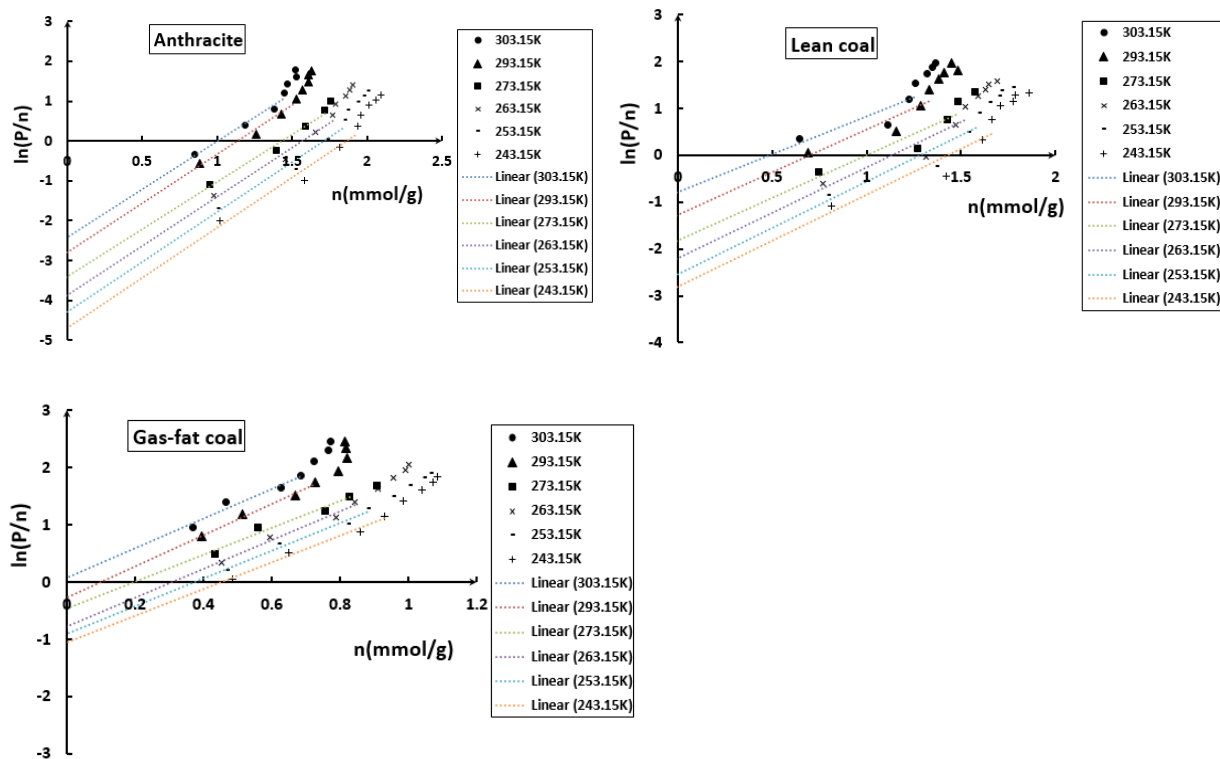 Anthracite
ln(P/n)
3
2
1
0
-1
-2
-3
-4
-5
0
0.5
1
1.5
2
2.5
n(mmol/g)
303.15K
293.15K
273.15K
263.15K
253.15K
243.15K
Linear (303.15K)
Linear (293.15K)
Linear (273.15K)
Linear (263.15K)
Linear (253.15K)
Linear (243.15K)
Lean coal
ln(P/n)
3
2
1
0
-1
-2
-3
-4
0
0.5
1
1.5
2
n(mmol/g)
303.15K
293.15K
273.15K
263.15K
253.15K
243.15K
Linear (303.15K)
Linear (293.15K)
Linear (273.15K)
Linear (263.15K)
Linear (253.15K)
Linear (243.15K)
Gas-fat coal
ln(P/n)
3
2
1
0
-1
-2
-3
0
0.2
0.4
0.6
0.8
1
1.2
n(mmol/g)
303.15K
293.15K
273.15K
263.15K
253.15K
243.15K
Linear (303.15K)
Linear (293.15K)
Linear (273.15K)
Linear (263.15K)
Linear (253.15K)
Linear (243.15K)